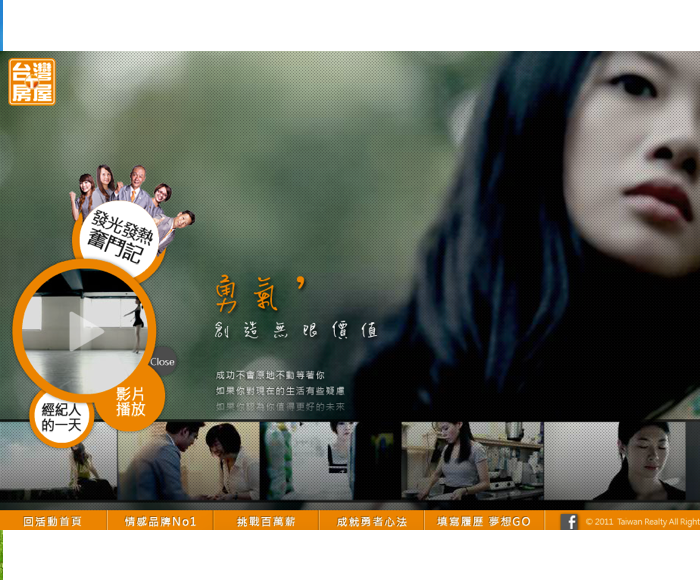 台灣
房屋
發光發熱
奮鬥記
勇氣,
創造無限價值
Close
成功不會原地不動等著你
如果你對現在的生活有些疑慮
如果你認為你值得更好的未來
影片
播放
經紀人
的一天
回活動首頁
情感品牌No1
挑戰百萬薪
成就勇者心法
填寫履歷 夢想GO
f
© 2011 Taiwan Realty All Right